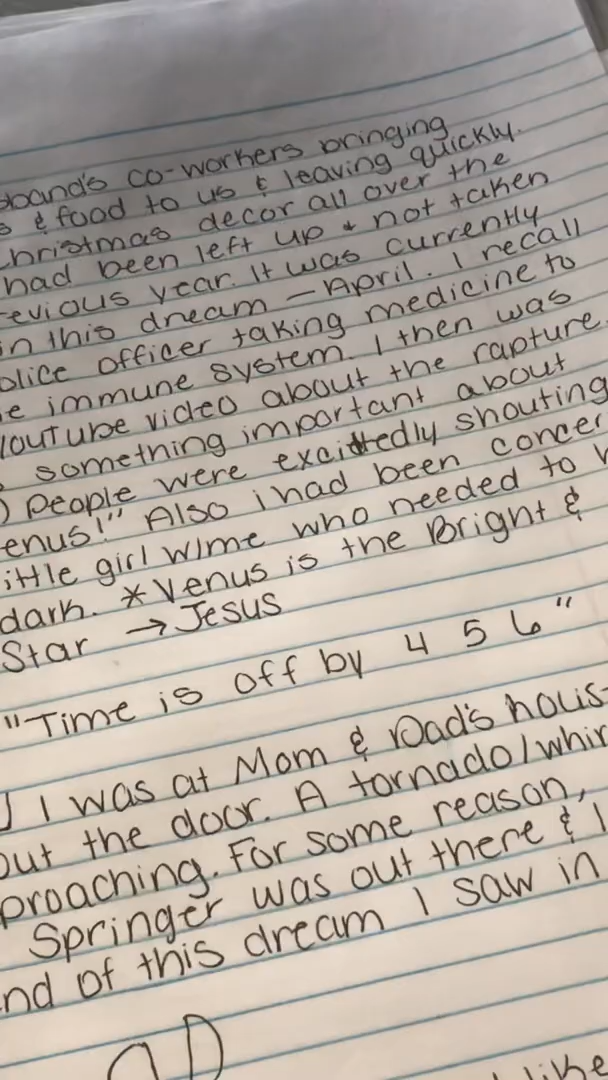 co-workers bringing
& food to us & leaving quickly.
Christmas decor all over the
had been left up & not taken
year. It was currently
in this dream - April. I recall
officer taking medicine to
immune system. I then was
YouTube video about the rapture.
something important about
) People were excitedly shouting
enus!" Also i had been concer
little girl w/me who needed to
dark. *Venus is the Bright &
Star → Jesus
"Time is off by 4 5 6"
I was at Mom & Dad's hous
out the door. A tornado/whir
proaching. For some reason,
Springer was out there & I
nd of this dream I saw in
like